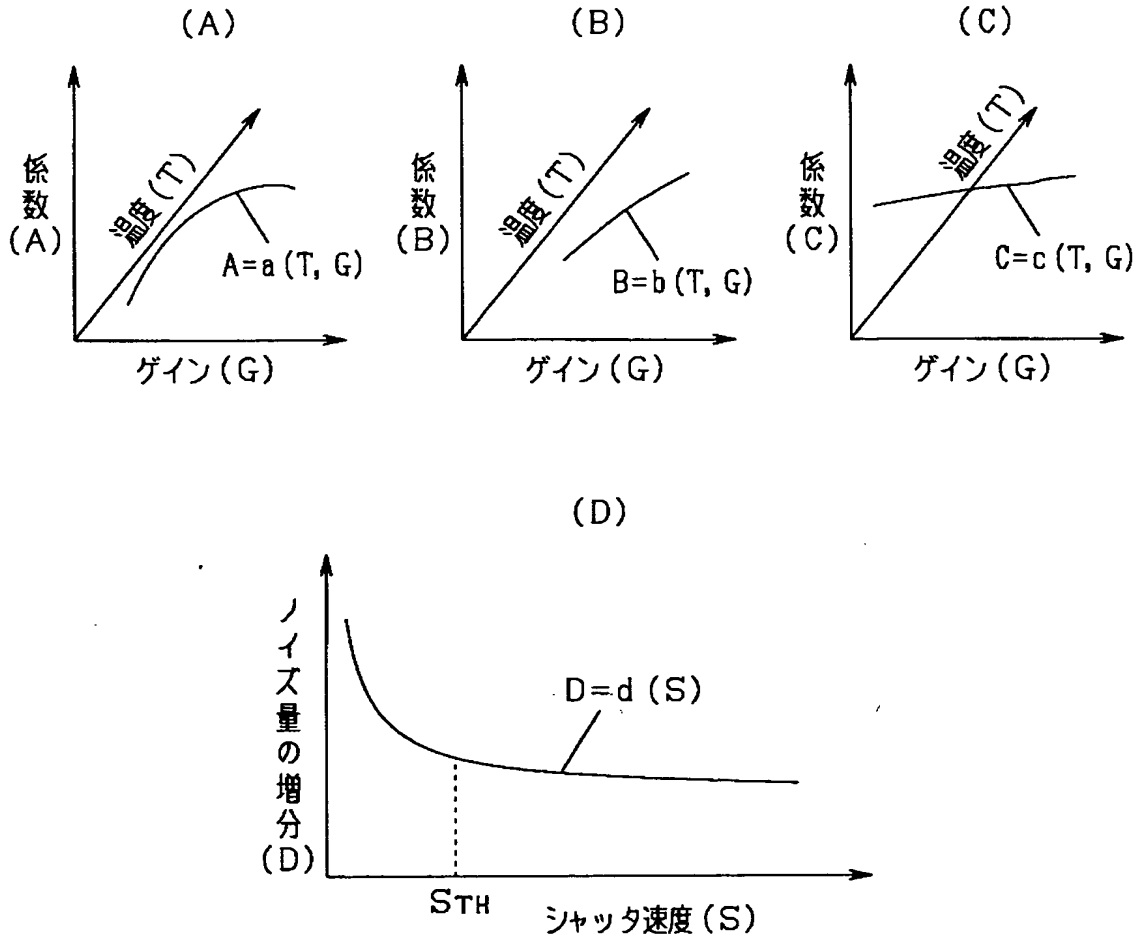 (A)
係数(A)
温度(T)
A=a(T, G)
ゲイン(G)
(B)
係数(B)
温度(T)
B=b(T, G)
ゲイン(G)
(C)
係数(C)
温度(T)
C=c(T, G)
ゲイン(G)
(D)
ノイズ量の増分(D)
D=d(S)
STH
シャッタ速度(S)